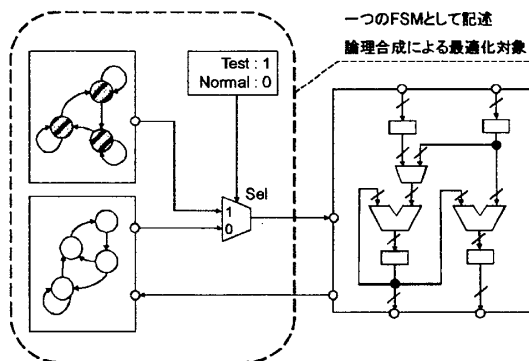 一つのFSMとして記述
論理合成による最適化対象
Test : 1
Normal : 0
Sel
1
0